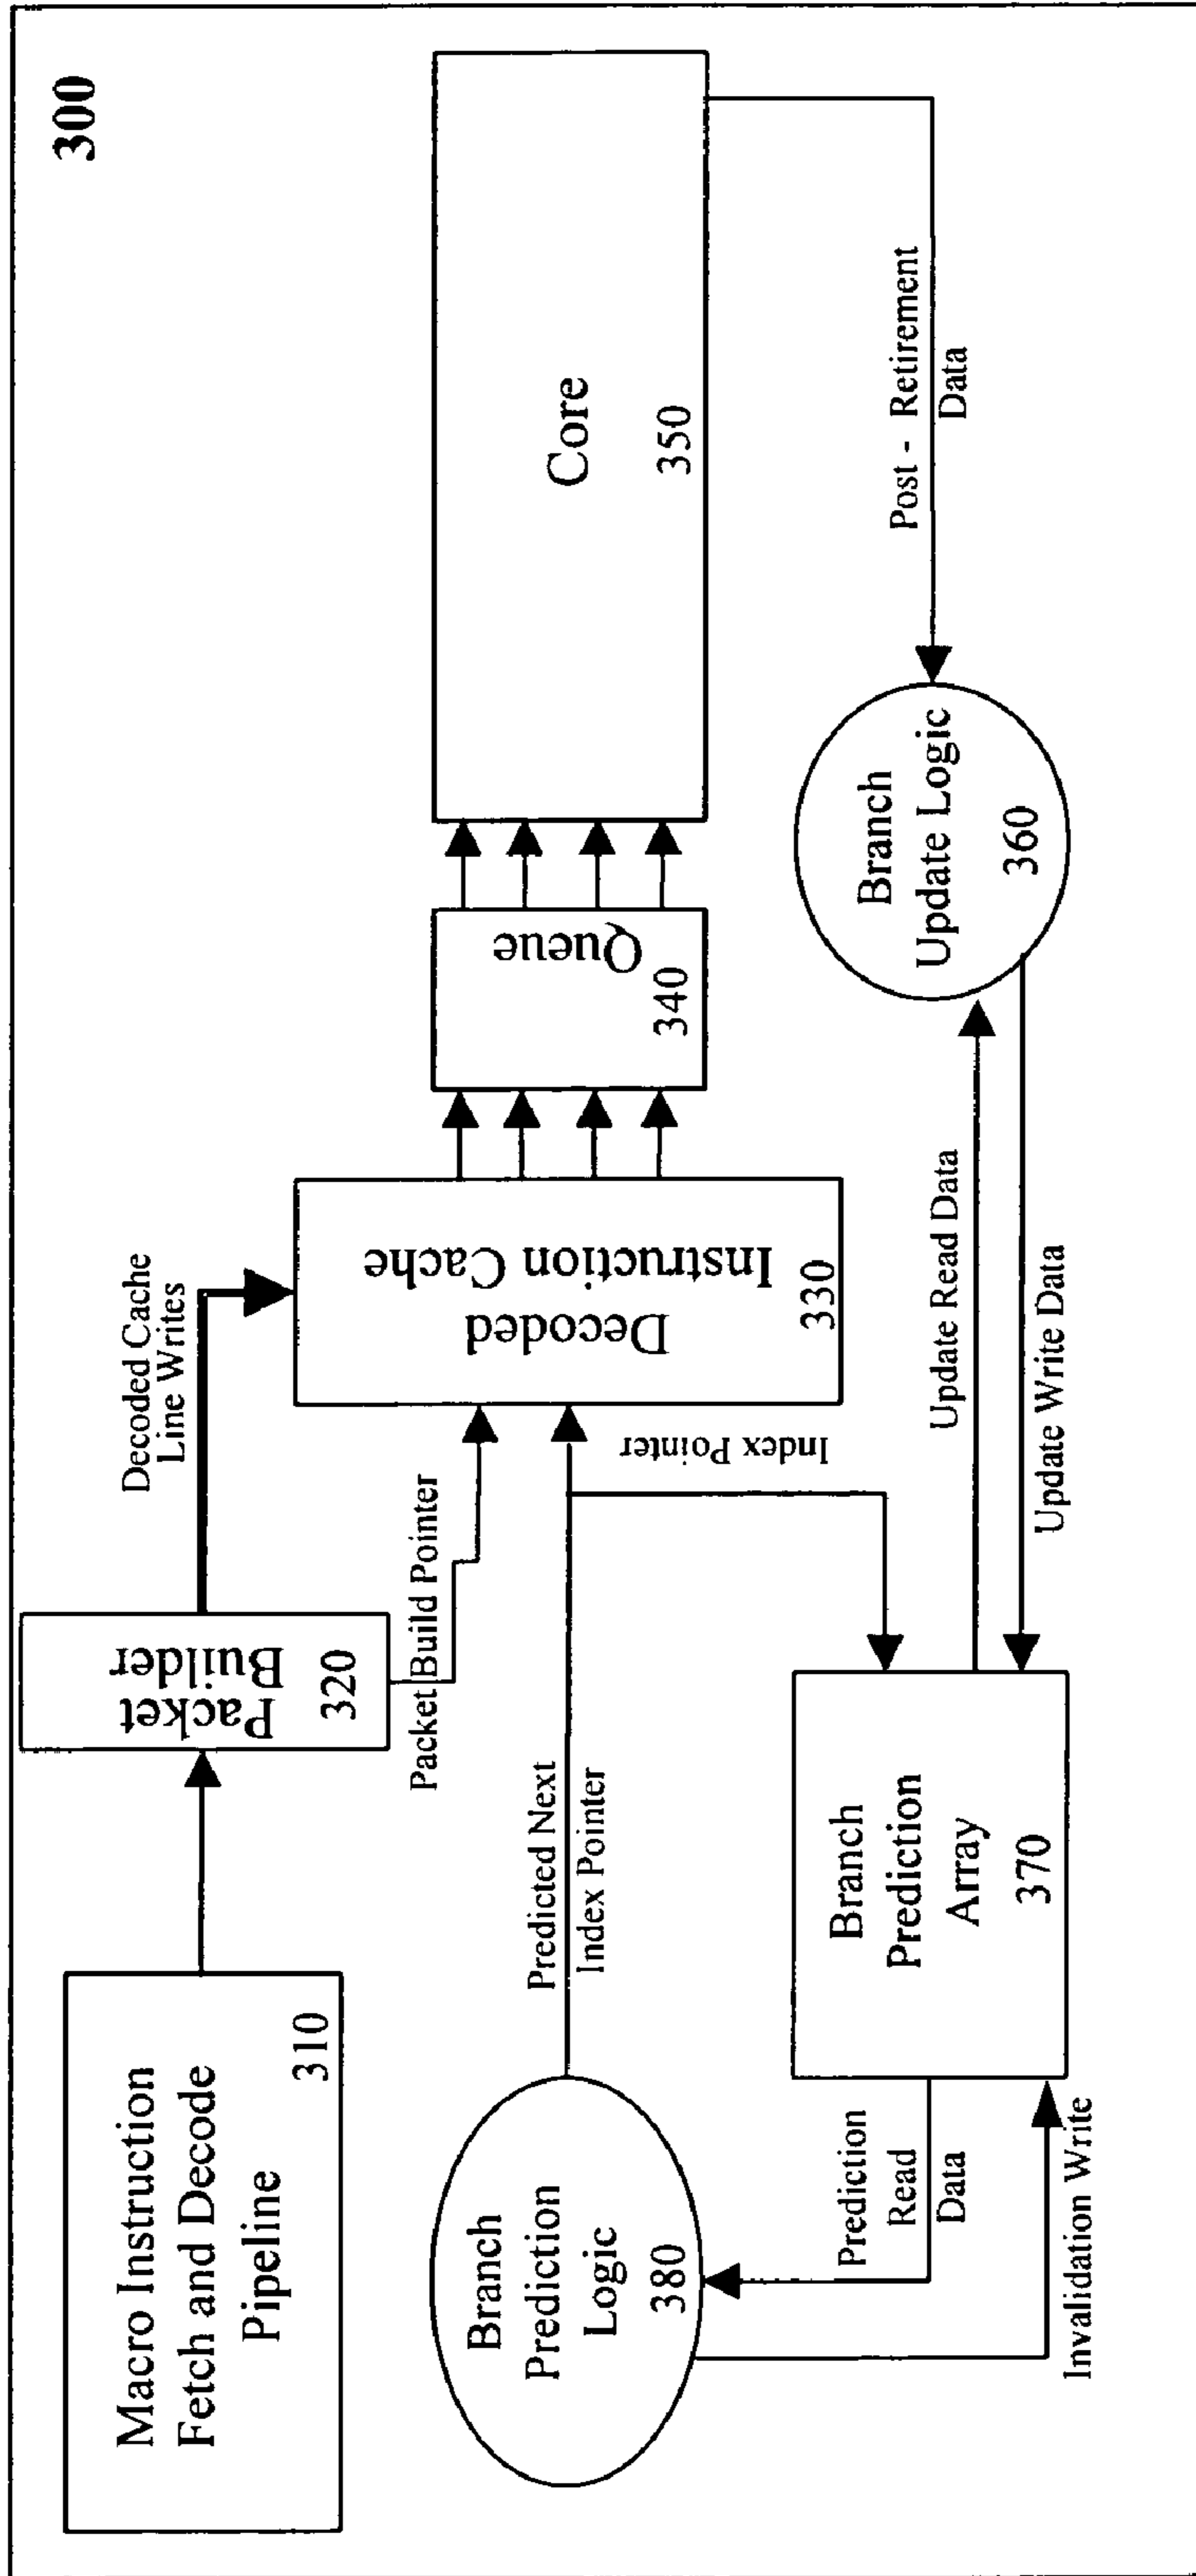 300
Macro Instruction
Fetch and Decode
Pipeline
310
Packet
Builder
320
Decoded Cache
Line Writes
Packet Build Pointer
Decoded
Instruction Cache
330
Queue
340
Core
350
Predicted Next
Index Pointer
Index Pointer
Branch
Prediction
Logic
380
Prediction
Read
Data
Invalidation Write
Branch
Prediction
Array
370
Update Read Data
Update Write Data
Branch
Update Logic
360
Post - Retirement
Data